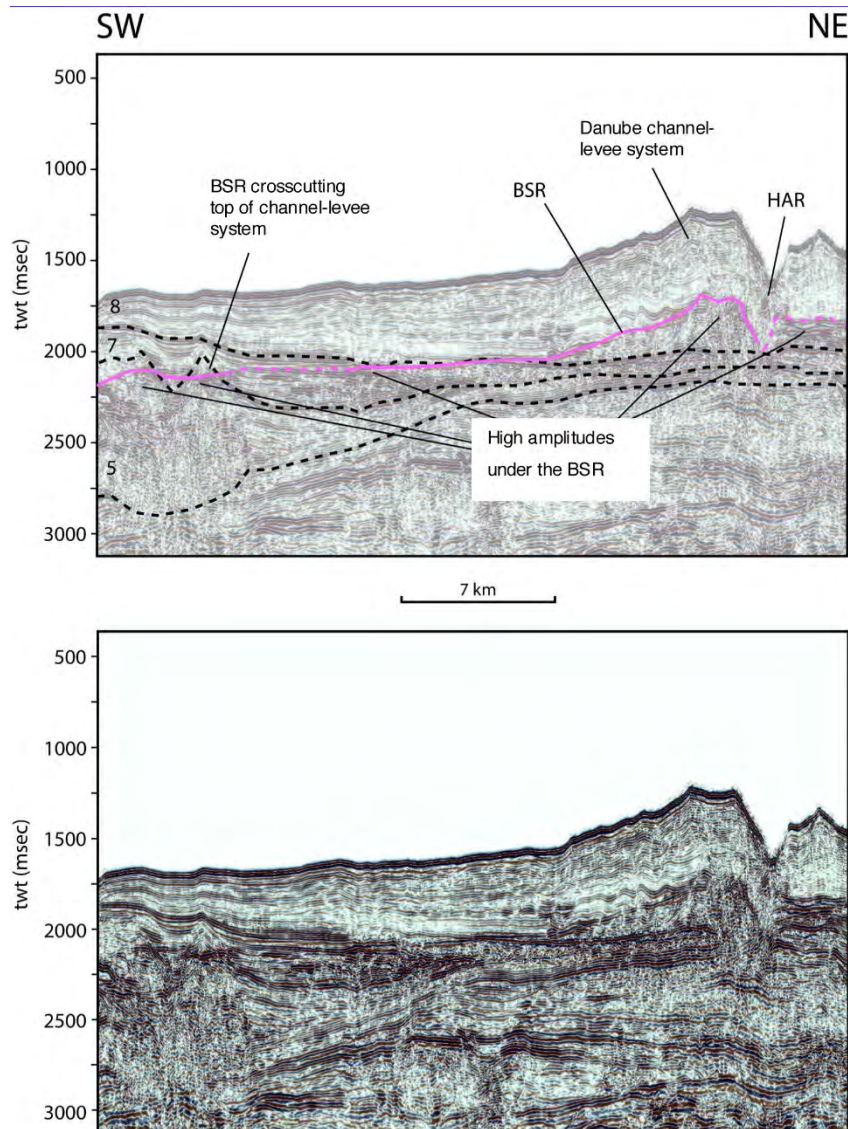 SW NE
500
1000
1500
2000
2500
3000
twt (msec)
Danube channel-
levee system
BSR crosscutting
top of channel-levee
system
BSR
HAR
8
7
5
High amplitudes
under the BSR
7 km
500
1000
1500
2000
2500
3000
twt (msec)